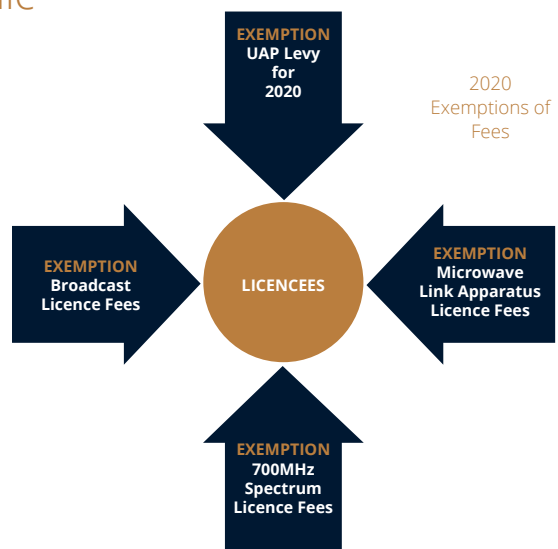 EXEMPTION
UAP Levy
for
2020
2020
Exemptions of
Fees
EXEMPTION
Broadcast
Licence Fees
LICENCEES
EXEMPTION
Microwave
Link Apparatus
Licence Fees
EXEMPTION
700MHz
Spectrum
Licence Fees